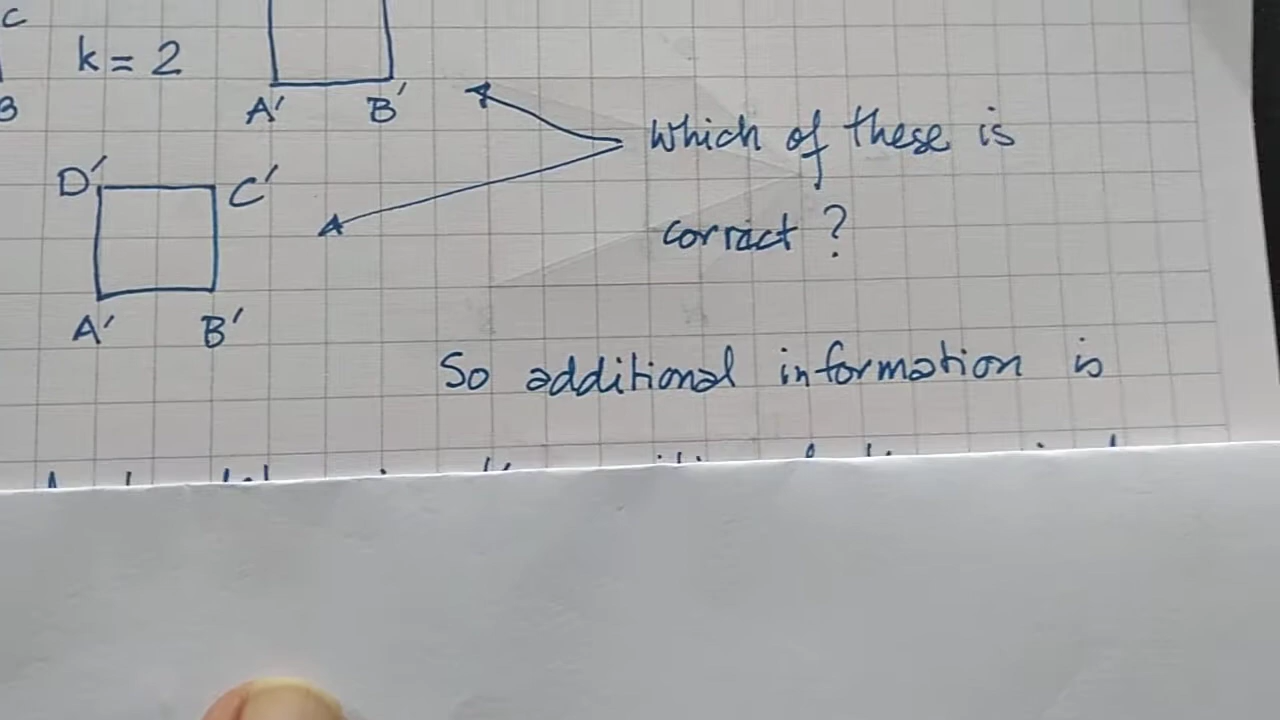 C
k = 2
B
A' B'
Which of these is
correct ?
D' C'
A' B'
So additional information is